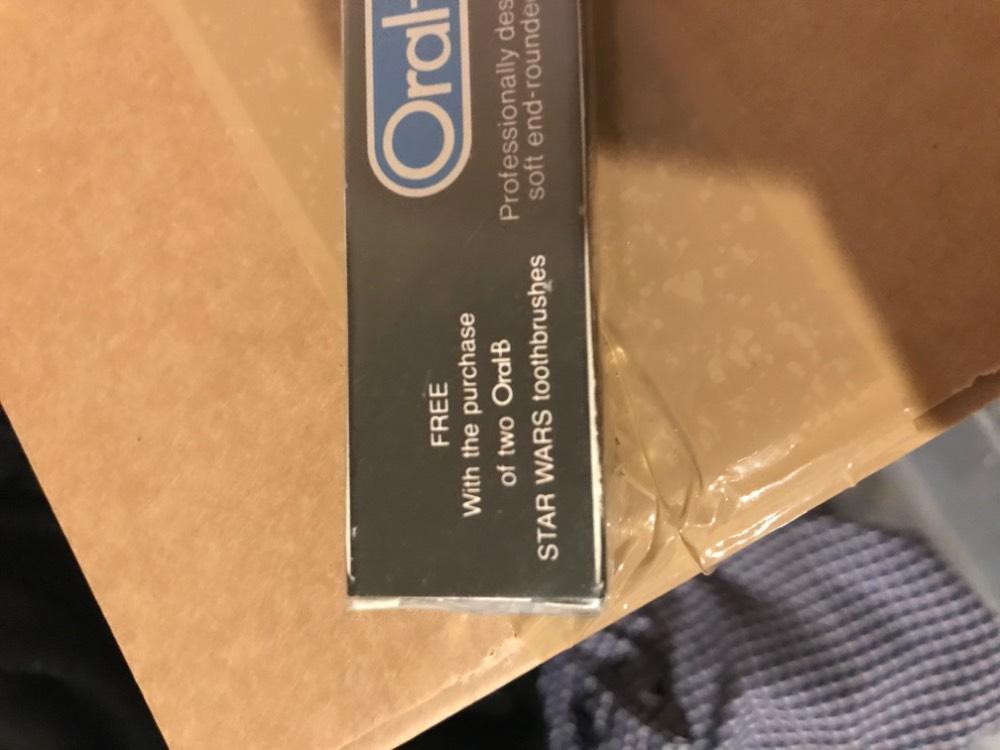 FREE
With the purchase
of two Oral-B
STAR WARS toothbrushes
Oral-
Professionally des
soft end-rounde